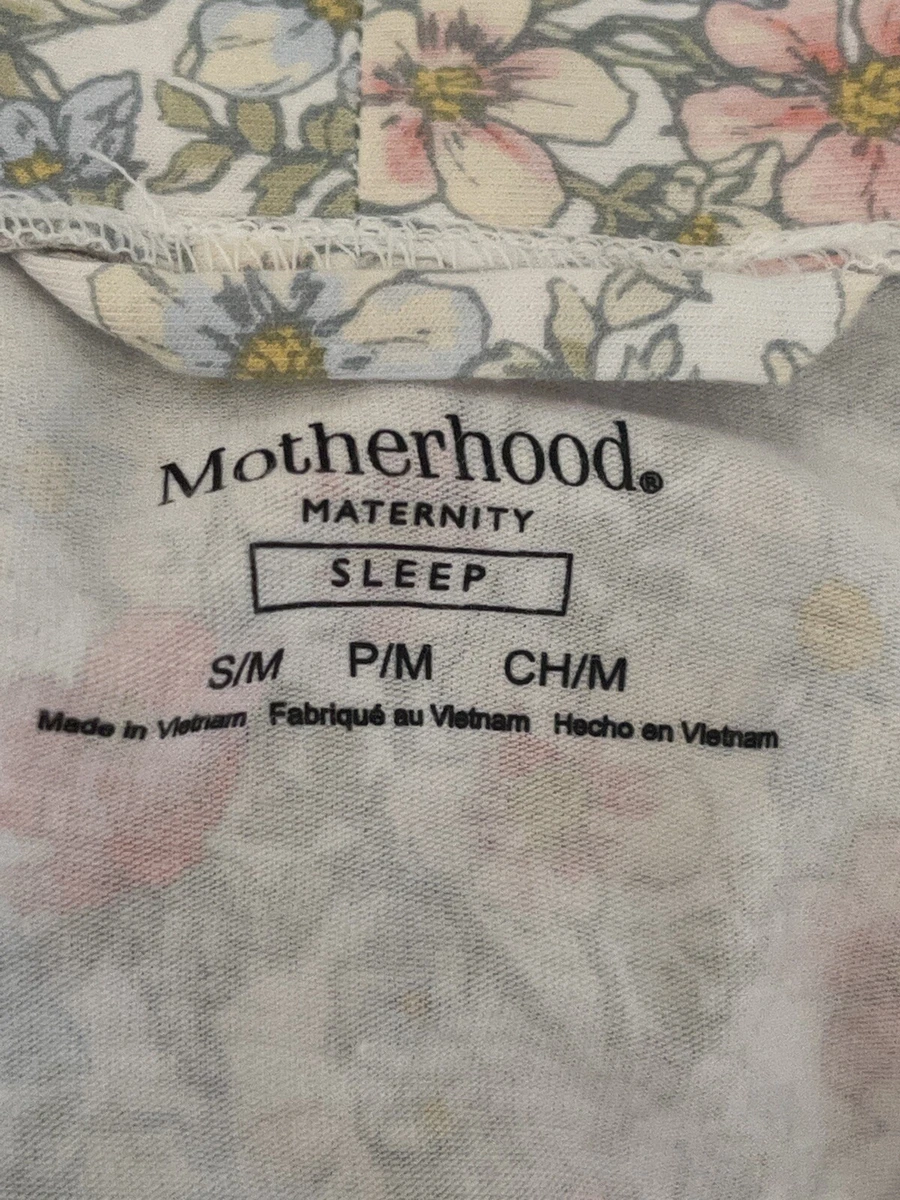 Motherhood®
MATERNITY
SLEEP
S/M P/M CH/M
Made in Vietnam Fabriqué au Vietnam Hecho en Vietnam